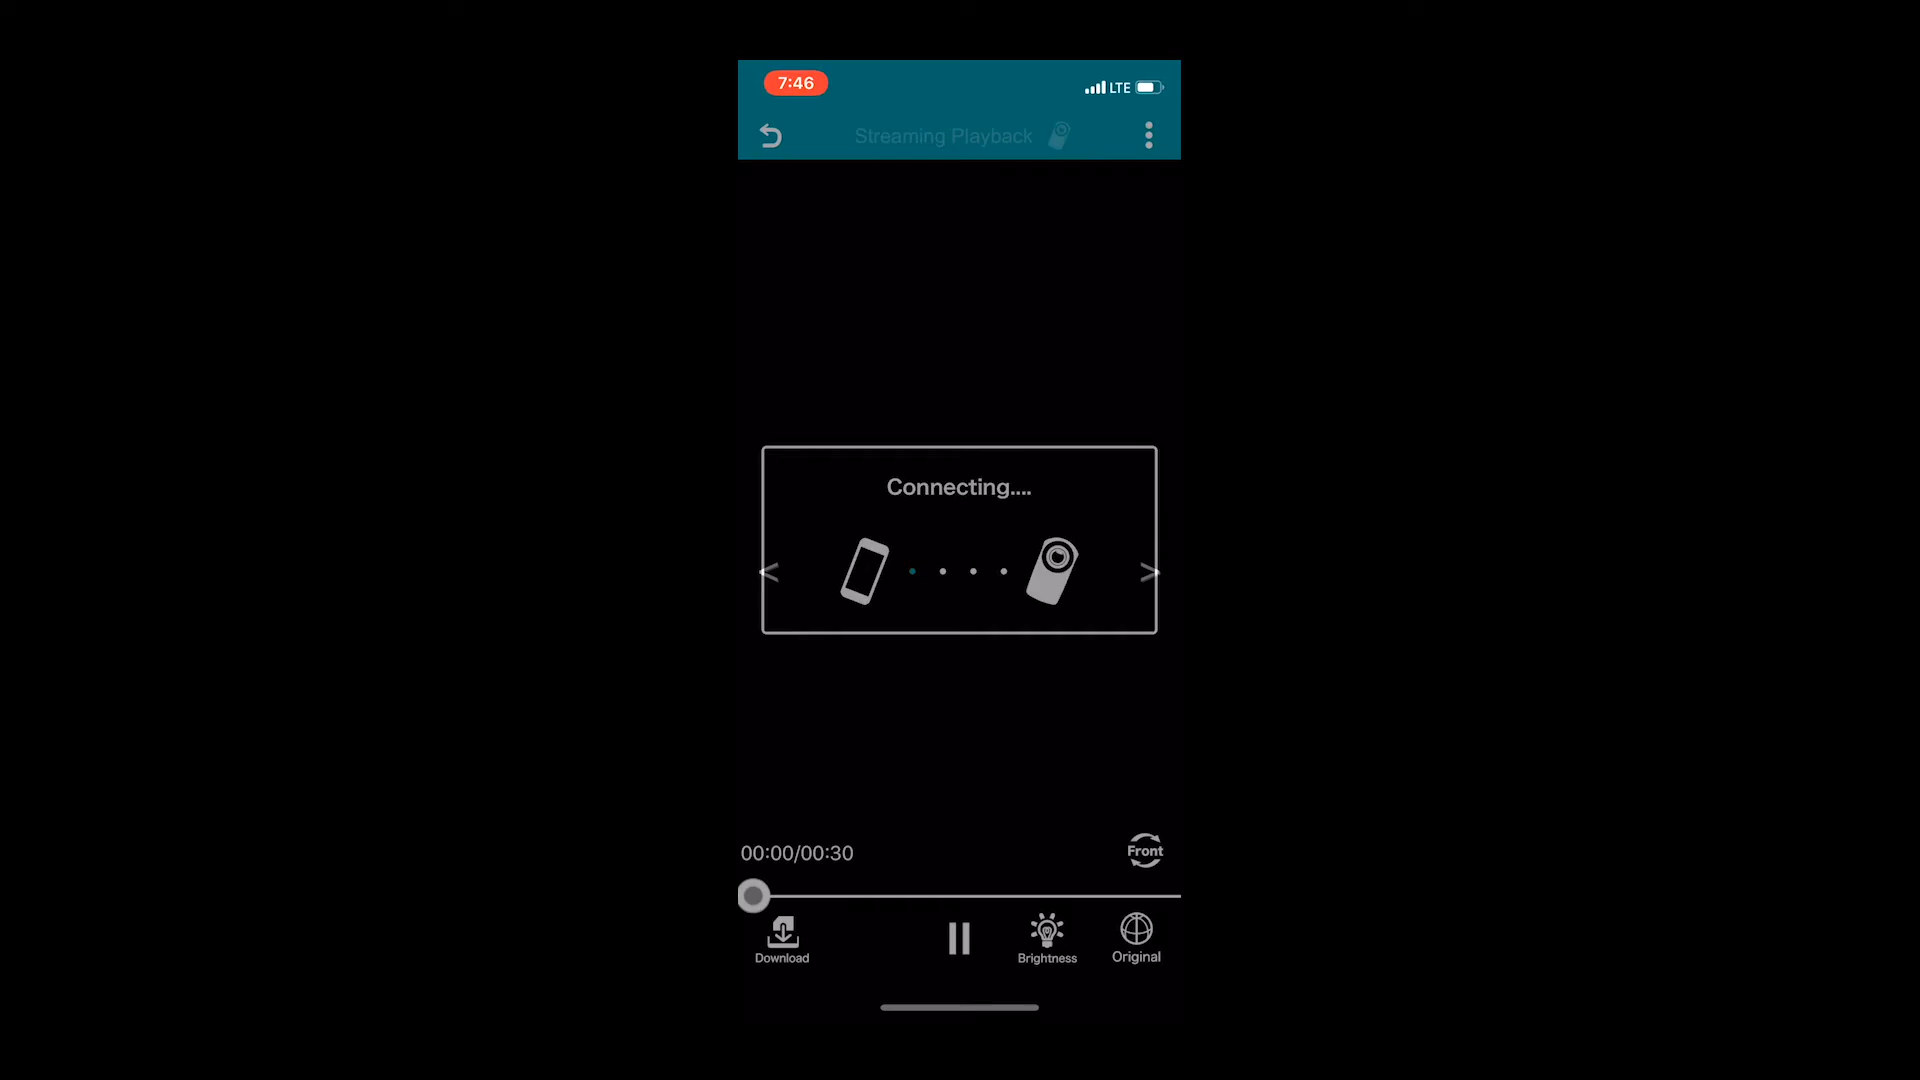 7:46
LTE
Streaming Playback
Connecting....
<
>
00:00/00:30
Front
Download
Brightness
Original